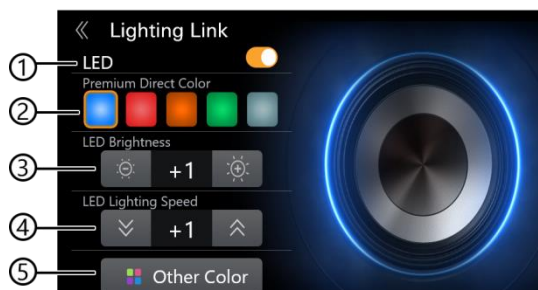 Lighting Link
① LED
Premium Direct Color
②
LED Brightness
③ +1
LED Lighting Speed
④ +1
⑤ Other Color